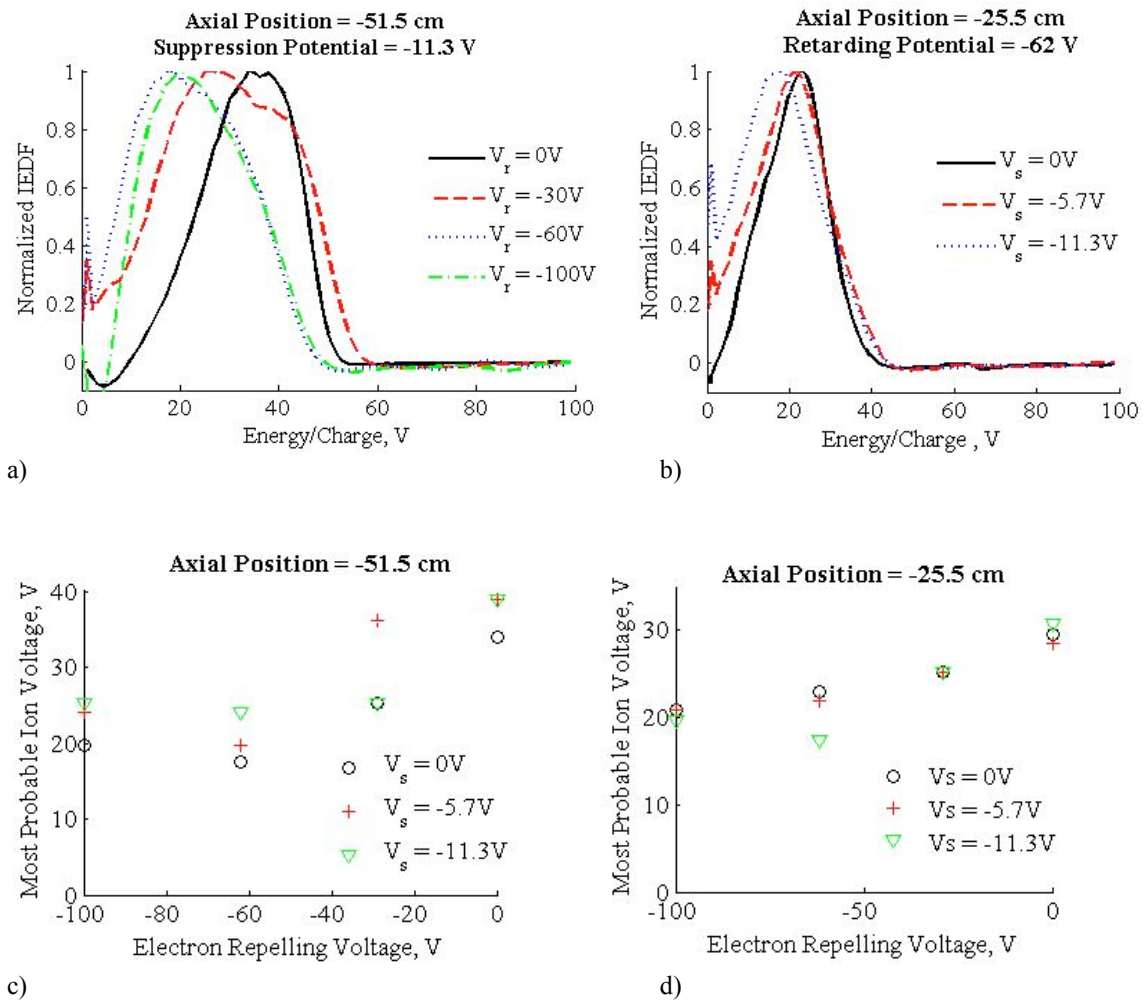 Axial Position = -51.5 cm
Suppression Potential = -11.3 V
1
0.8
0.6
0.4
0.2
0
Normalized IEDF
V_r = 0V
V_r = -30V
V_r = -60V
V_r = -100V
0 20 40 60 80 100
Energy/Charge, V
a)
Axial Position = -25.5 cm
Retarding Potential = -62 V
1
0.8
0.6
0.4
0.2
0
Normalized IEDF
V_s = 0V
V_s = -5.7V
V_s = -11.3V
0 20 40 60 80 100
Energy/Charge , V
b)
Axial Position = -51.5 cm
40
30
20
10
0
Most Probable Ion Voltage, V
V_s = 0V
V_s = -5.7V
V_s = -11.3V
-100 -80 -60 -40 -20 0
Electron Repelling Voltage, V
c)
Axial Position = -25.5 cm
30
20
10
0
Most Probable Ion Voltage, V
Vs = 0V
Vs = -5.7V
Vs = -11.3V
-100 -50 0
Electron Repelling Voltage, V
d)